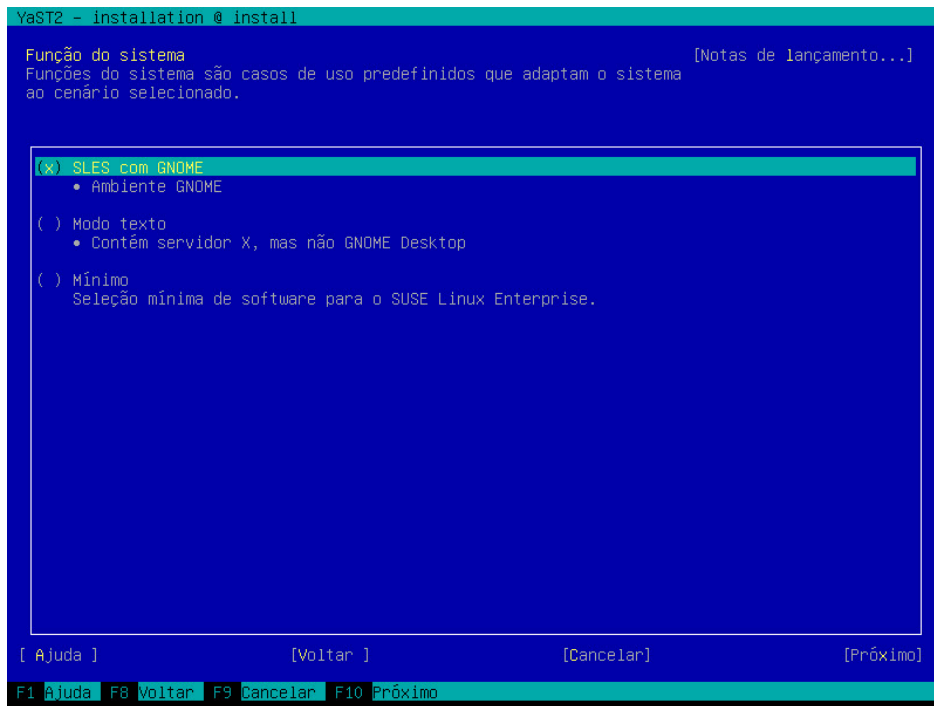 YaST2 - installation @ install
Função do sistema [Notas de lançamento...]
Funções do sistema são casos de uso predefinidos que adaptam o sistema
ao cenário selecionado.
(x) SLES com GNOME
• Ambiente GNOME
( ) Modo texto
• Contém servidor X, mas não GNOME Desktop
( ) Mínimo
Seleção mínima de software para o SUSE Linux Enterprise.
[ Ajuda ] [Voltar ] [Cancelar] [Próximo]
F1 Ajuda F8 Voltar F9 Cancelar F10 Próximo